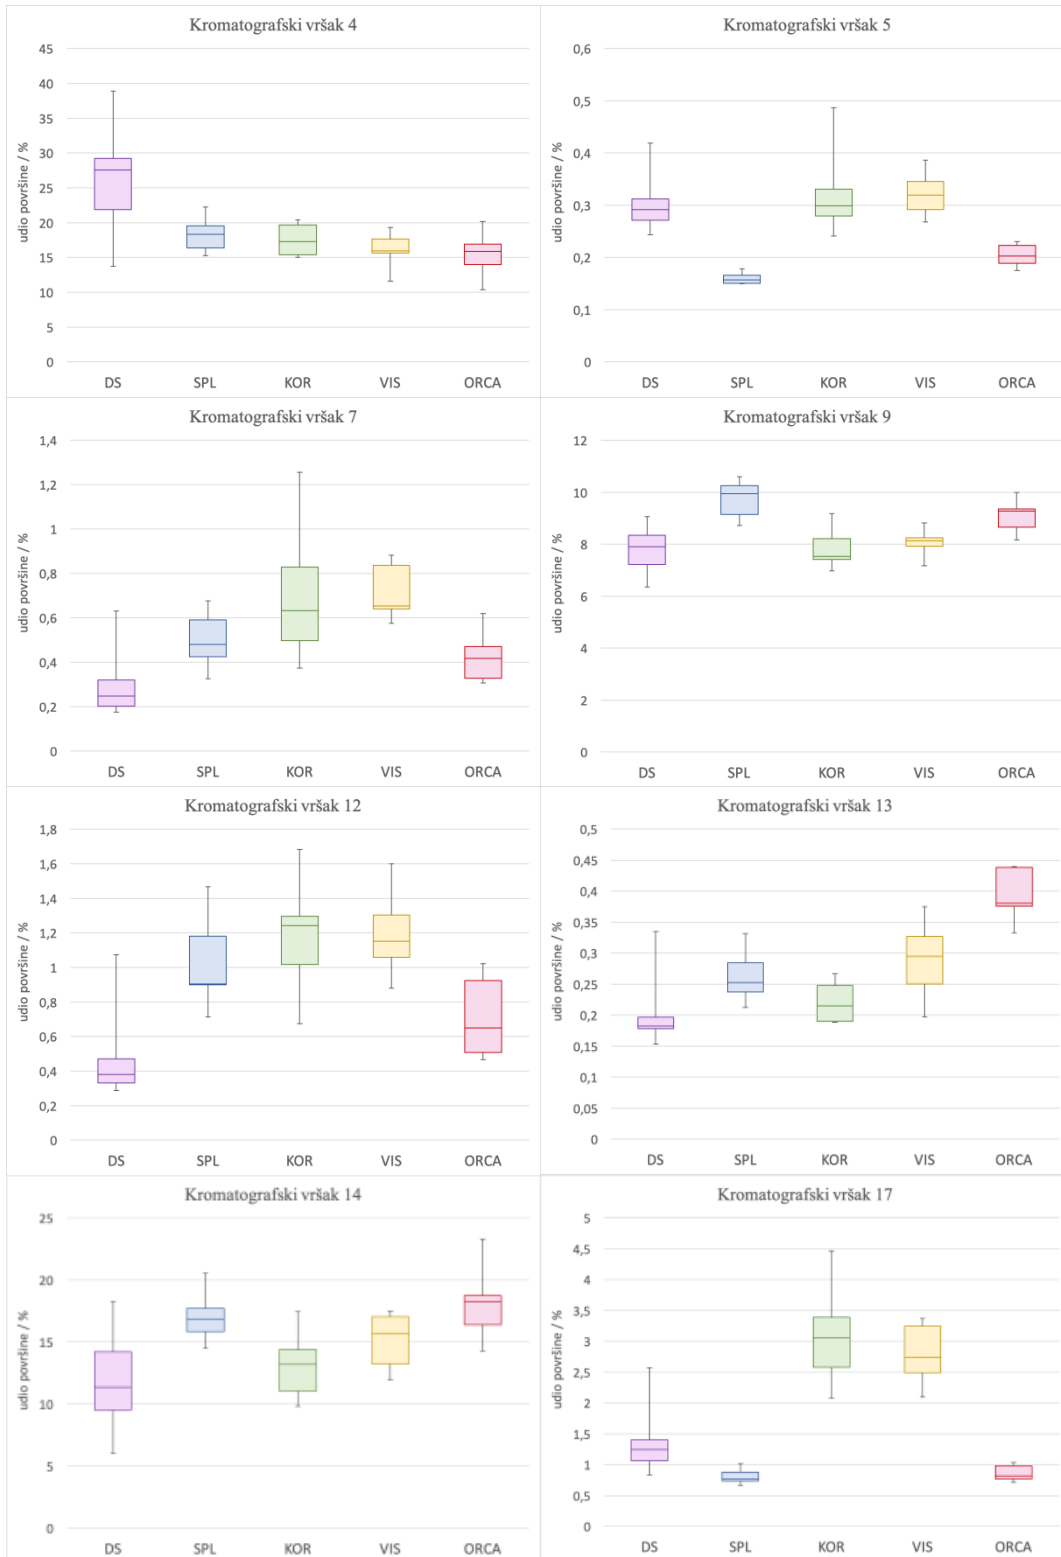 Kromatografski vršak 4
45
40
35
30
25
20
15
10
5
0
udio površine / %
DS SPL KOR VIS ORCA
Kromatografski vršak 5
0,6
0,5
0,4
0,3
0,2
0,1
0
udio površine / %
DS SPL KOR VIS ORCA
Kromatografski vršak 7
1,4
1,2
1
0,8
0,6
0,4
0,2
0
udio površine / %
DS SPL KOR VIS ORCA
Kromatografski vršak 9
12
10
8
6
4
2
0
udio površine / %
DS SPL KOR VIS ORCA
Kromatografski vršak 12
1,8
1,6
1,4
1,2
1
0,8
0,6
0,4
0,2
0
udio površine / %
DS SPL KOR VIS ORCA
Kromatografski vršak 13
0,5
0,45
0,4
0,35
0,3
0,25
0,2
0,15
0,1
0,05
0
udio površine / %
DS SPL KOR VIS ORCA
Kromatografski vršak 14
25
20
15
10
5
0
udio površine / %
DS SPL KOR VIS ORCA
Kromatografski vršak 17
5
4,5
4
3,5
3
2,5
2
1,5
1
0,5
0
udio površine / %
DS SPL KOR VIS ORCA